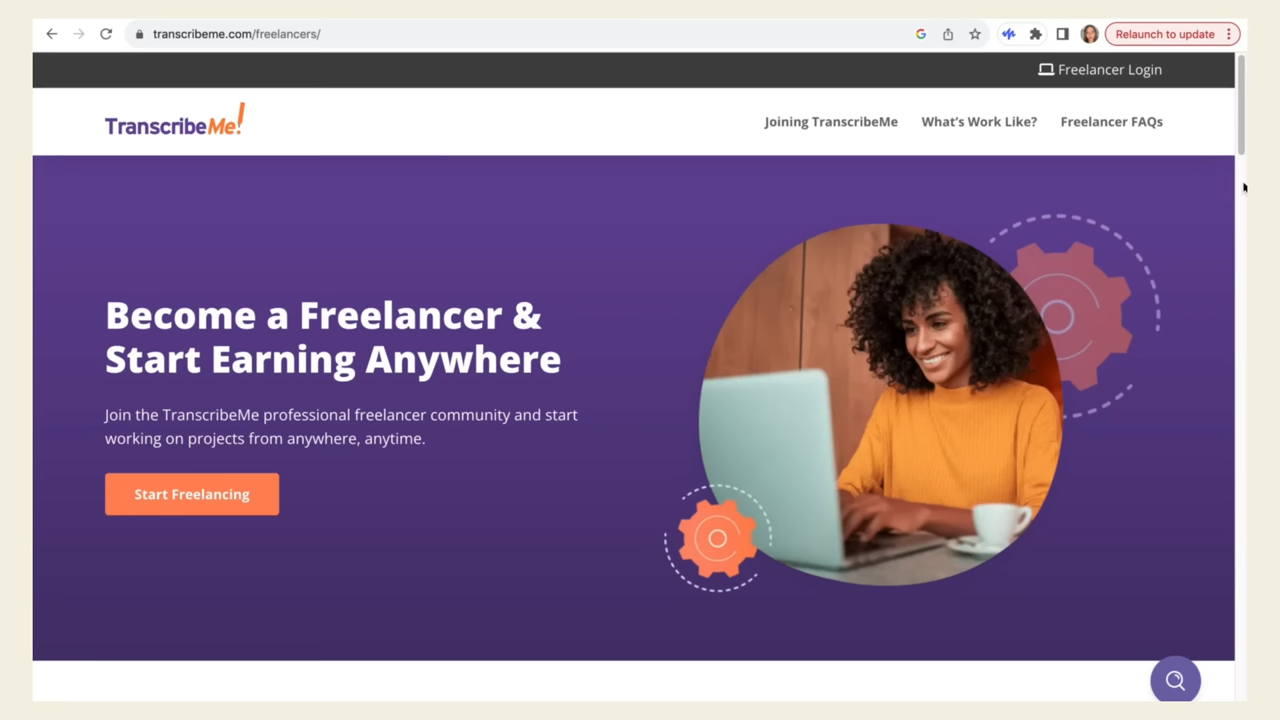 transcribeme.com/freelancers/
Relaunch to update
Freelancer Login
TranscribeMe!
Joining TranscribeMe
What's Work Like?
Freelancer FAQs
Become a Freelancer &
Start Earning Anywhere
Join the TranscribeMe professional freelancer community and start
working on projects from anywhere, anytime.
Start Freelancing